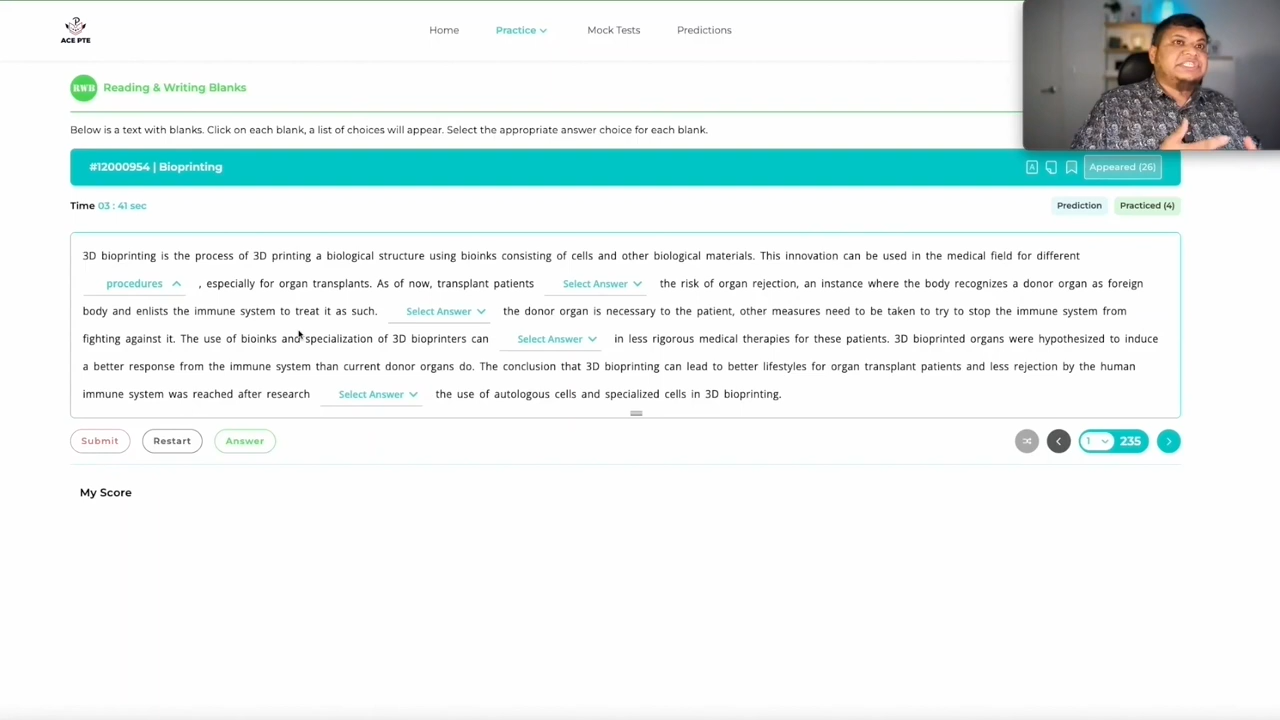 ACE PTE
Home Practice Mock Tests Predictions
RWB Reading & Writing Blanks
Below is a text with blanks. Click on each blank, a list of choices will appear. Select the appropriate answer choice for each blank.
#12000954 | Bioprinting A Appeared (26)
Time 03 : 41 sec Prediction Practiced (4)
3D bioprinting is the process of 3D printing a biological structure using bioinks consisting of cells and other biological materials. This innovation can be used in the medical field for different
procedures , especially for organ transplants. As of now, transplant patients Select Answer the risk of organ rejection, an instance where the body recognizes a donor organ as foreign
body and enlists the immune system to treat it as such. Select Answer the donor organ is necessary to the patient, other measures need to be taken to try to stop the immune system from
fighting against it. The use of bioinks and specialization of 3D bioprinters can Select Answer in less rigorous medical therapies for these patients. 3D bioprinted organs were hypothesized to induce
a better response from the immune system than current donor organs do. The conclusion that 3D bioprinting can lead to better lifestyles for organ transplant patients and less rejection by the human
immune system was reached after research Select Answer the use of autologous cells and specialized cells in 3D bioprinting.
Submit Restart Answer 1 235
My Score